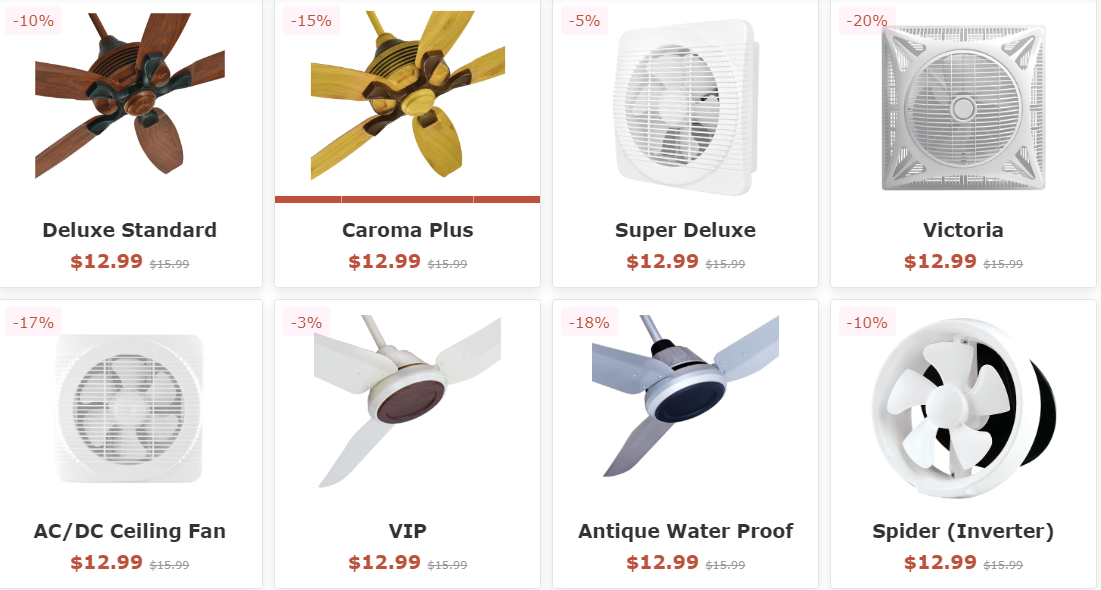 -10%
-15%
-5%
-20%
Deluxe Standard
Caroma Plus
Super Deluxe
Victoria
$12.99 $15.99
$12.99 $15.99
$12.99 $15.99
$12.99 $15.99
-17%
-3%
-18%
-10%
AC/DC Ceiling Fan
VIP
Antique Water Proof
Spider (Inverter)
$12.99 $15.99
$12.99 $15.99
$12.99 $15.99
$12.99 $15.99